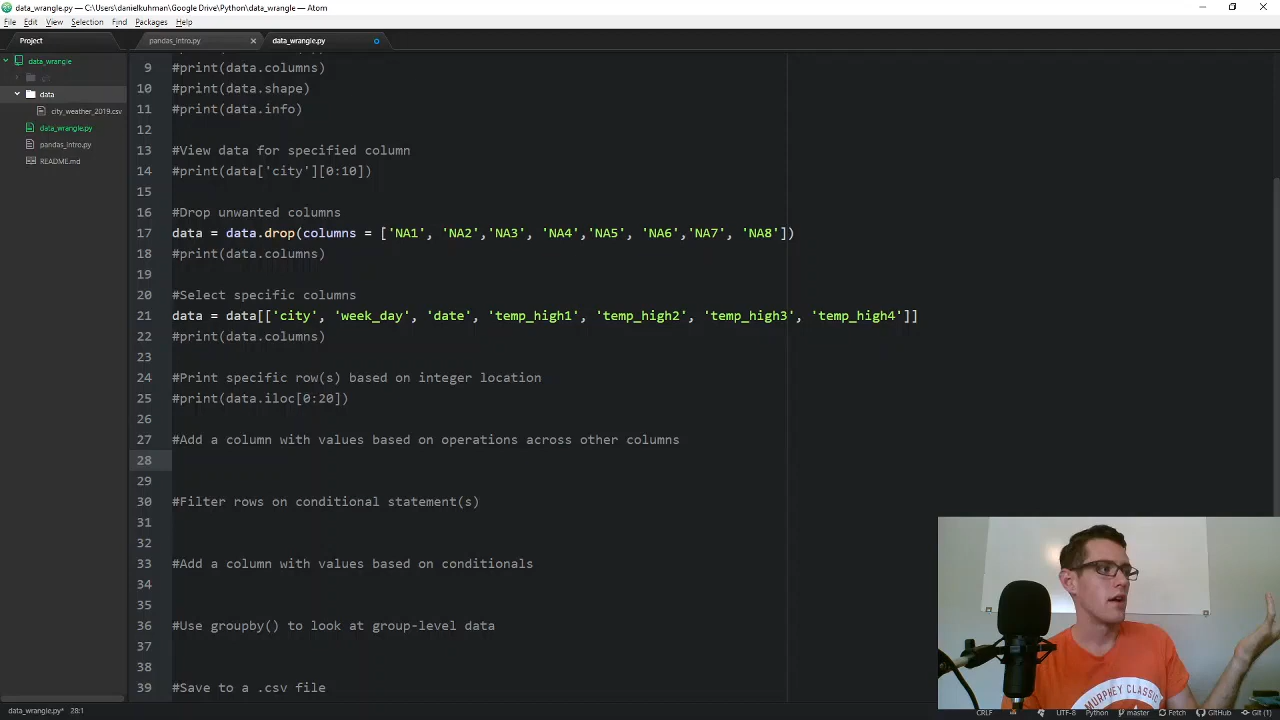 data_wrangle.py — C:\Users\danielkuhman\Google Drive\Python\data_wrangle — Atom
File Edit View Selection Find Packages Help
Project
pandas_intro.py
data_wrangle.py
data_wrangle
data
city_weather_2019.csv
data_wrangle.py
pandas_intro.py
README.md
9 #print(data.columns)
10 #print(data.shape)
11 #print(data.info)
12
13 #View data for specified column
14 #print(data['city'][0:10])
15
16 #Drop unwanted columns
17 data = data.drop(columns = ['NA1', 'NA2','NA3', 'NA4','NA5', 'NA6','NA7', 'NA8'])
18 #print(data.columns)
19
20 #Select specific columns
21 data = data[['city', 'week_day', 'date', 'temp_high1', 'temp_high2', 'temp_high3', 'temp_high4']]
22 #print(data.columns)
23
24 #Print specific row(s) based on integer location
25 #print(data.iloc[0:20])
26
27 #Add a column with values based on operations across other columns
28
29
30 #Filter rows on conditional statement(s)
31
32
33 #Add a column with values based on conditionals
34
35
36 #Use groupby() to look at group-level data
37
38
39 #Save to a .csv file
MURPHEY CLASSIC
data_wrangle.py* 28:1
CRLF UTF-8 Python master Fetch GitHub Git (1)